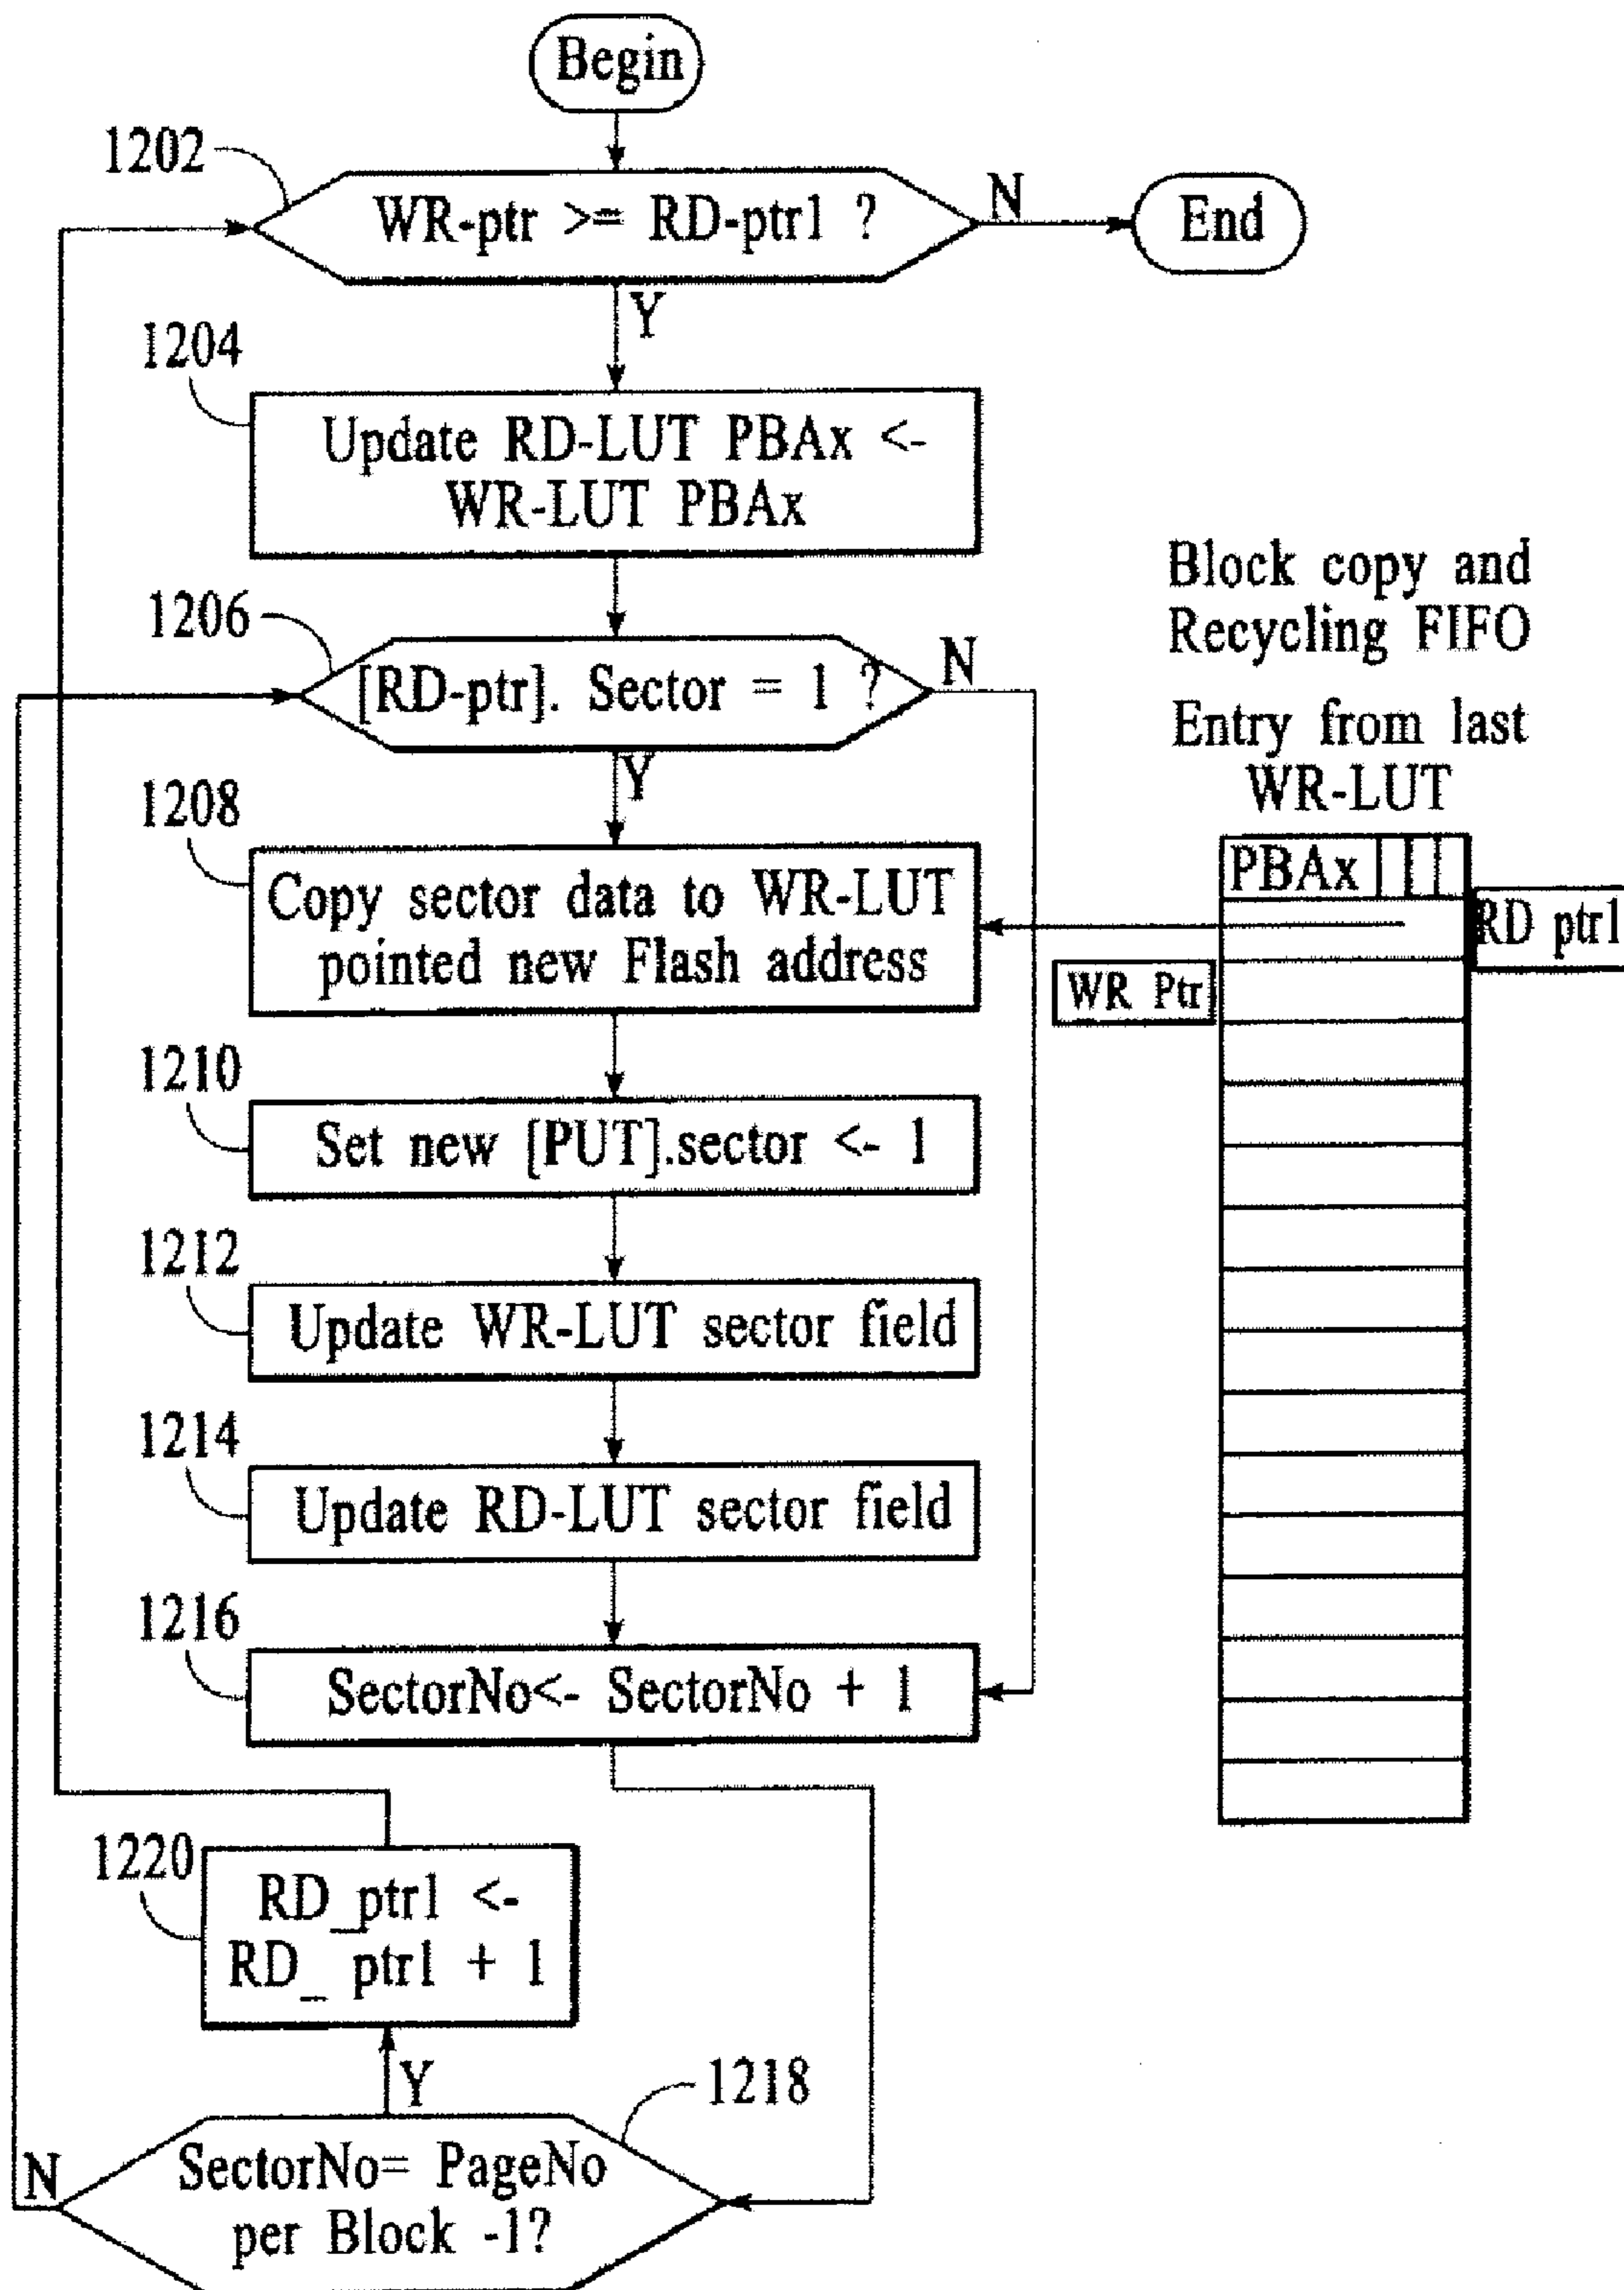 Begin
1202
WR-ptr >= RD-ptr1 ?
N
End
Y
1204
Update RD-LUT PBAx <-
WR-LUT PBAx
1206
[RD-ptr]. Sector = 1 ?
N
Y
1208
Copy sector data to WR-LUT
pointed new Flash address
1210
Set new [PUT].sector <- 1
1212
Update WR-LUT sector field
1214
Update RD-LUT sector field
1216
SectorNo<- SectorNo + 1
1220
RD_ptr1 <-
RD_ ptr1 + 1
Y
1218
N
SectorNo= PageNo
per Block -1?
Block copy and
Recycling FIFO
Entry from last
WR-LUT
PBAx
RD ptr1
WR Ptr